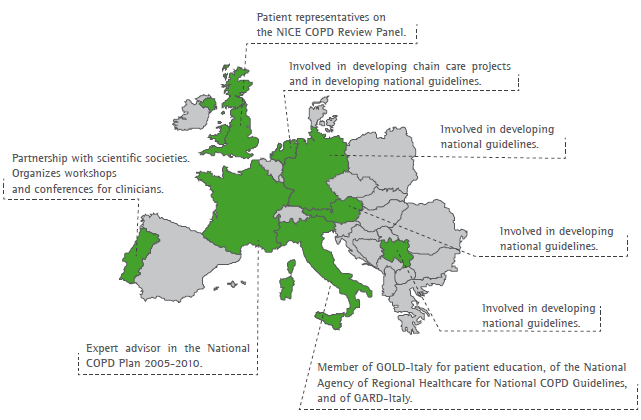 Patient representatives on
the NICE COPD Review Panel.
Involved in developing chain care projects
and in developing national guidelines.
Involved in developing
national guidelines.
Partnership with scientific societies.
Organizes workshops
and conferences for clinicians.
Involved in developing
national guidelines.
Involved in developing
national guidelines.
Expert advisor in the National
COPD Plan 2005-2010.
Member of GOLD-Italy for patient education, of the National
Agency of Regional Healthcare for National COPD Guidelines,
and of GARD-Italy.